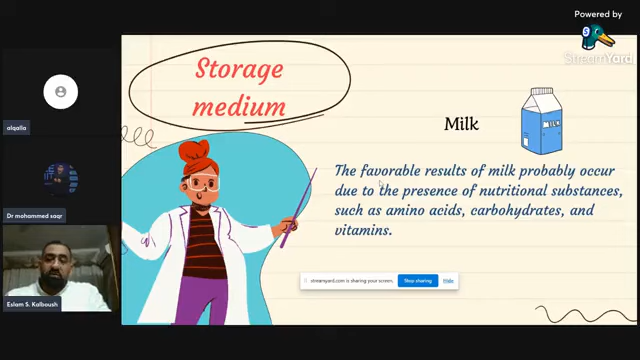 Powered by
StreamYard
Storage
medium
Milk
MILK
The favorable results of milk probably occur
due to the presence of nutritional substances,
such as amino acids, carbohydrates, and
vitamins.
alqalla
Dr mohammed saqr
Eslam S. Kalboush
streamyard.com is sharing your screen.
Stop sharing
Hide